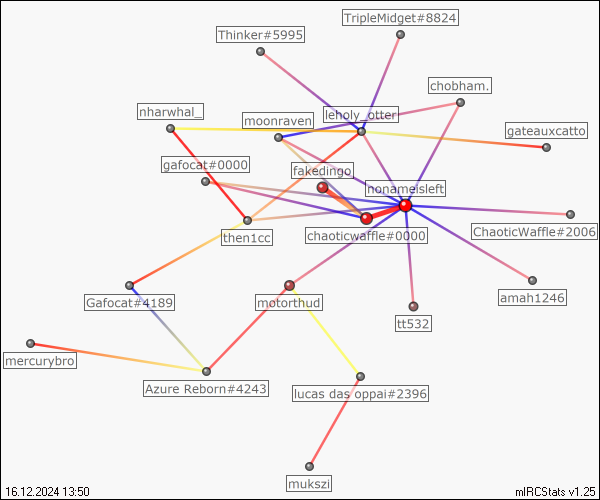 TripleMidget#8824
Thinker#5995
chobham.
nharwhal_
leholy_otter
moonraven
gateauxcatto
gafocat#0000
fakedingo
honameisleft
ChaoticWaffle#2006
then1cc
chaoticwaffle#0000
Gafocat#4189
motorthud
amah1246
tt532
mercurybro
Azure Reborn#4243
lucas das oppai#2396
mukszi
16.12.2024 13:50
mIRCStats v1.25